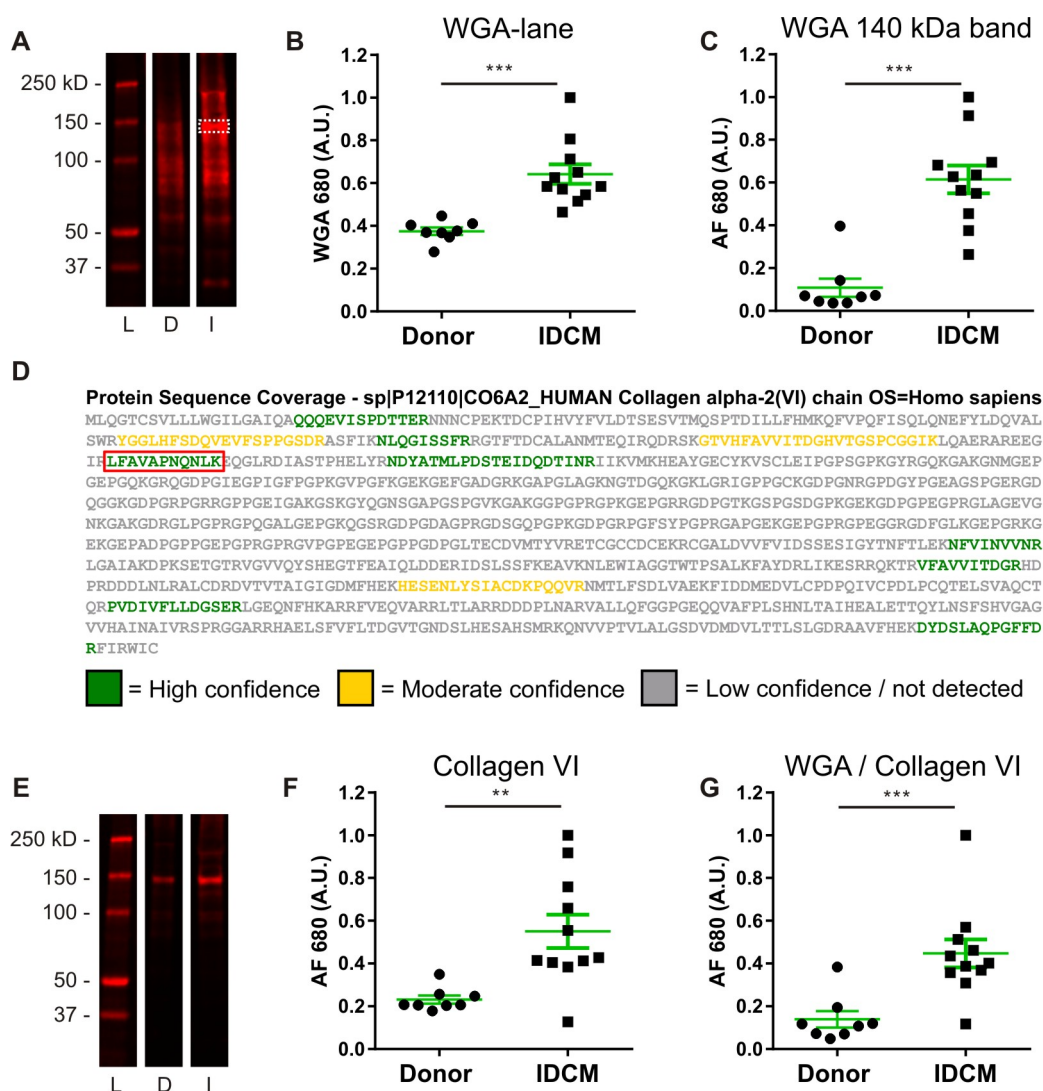 A
250 kD -
150 -
100 -
50 -
37 -
L D I
B
WGA-lane
***
WGA 680 (A.U.)
1.2
1.0
0.8
0.6
0.4
0.2
0.0
Donor IDCM
C
WGA 140 kDa band
***
AF 680 (A.U.)
1.2
1.0
0.8
0.6
0.4
0.2
0.0
Donor IDCM
D
Protein Sequence Coverage - sp|P12110|CO6A2_HUMAN Collagen alpha-2(VI) chain OS=Homo sapiens
MLQGTCSVLLLWGILGAIQAQQQEVISPDTTERNNNCPEKTDCPIHVYFVLDTSESVTMQSPTDILLFHMKQFVPQFISQLQNEFYLDQVAL
SWRYGGLHFSDQVEVFSPPGSDRASFIKNLQGISSFRRGTFTDCALANMTEQIRQDRSKGTVHFAVVITDGHVTGSPCGGIKLQAERAREEG
IRLFAVAPNQNLKEQGLRDIASTPHELYRNDYATMLPDSTEIDQDTINRIIKVMKHEAYGECYKVSCLEIPGPSGPKGYRGQKGAKGNMGEP
GEPGQKGRQGDPGIEGPIGFPGPKGVPGFKGEKGEFGADGRKGAPGLAGKNGTDGQKGKLGRIGPPGCKGDPGNRGPDGYPGEAGSPGERGD
QGGKGDPGRPGRRGPPGEIGAKGSKGYQGNSGAPGSPGVKGAKGGPGPRGPKGEPGRRGDPGTKGSPGSDGPKGEKGDPGPEGPRGLAGEVG
NKGAKGDRGLPGPRGPQGALGEPGKQGSRGDPGDAGPRGDSGQPGPKGDPGRPGFSYPGPRGAPGEKGEPGPRGPEGGRGDFGLKGEPGRKG
EKGEPADPGPPGEPGPRGPRGVPGPEGEPGPPGDPGLTECDVMTYVRETCGCCDCEKRCGALDVVFVIDSSESIGYTNFTLEKNFVINVVNR
LGAIAKDPKSETGTRVGVVQYSHEGTFEAIQLDDERIDSLSSFKEAVKNLEWIAGGTWTPSALKFAYDRLIKESRRQKTRVFAVVITDGRHD
PRDDDLNLRALCDRDVTVTAIGIGDMFHEKHESENLYSIACDKPQQVRNMTLFSDLVAEKFIDDMEDVLCPDPQIVCPDLPCQTELSVAQCT
QRPVDIVFLLDGSERLGEQNFHKARRFVEQVARRLTLARRDDDPLNARVALLQFGGPGEQQVAFPLSHNLTAIHEALETTQYLNSFSHVGAG
VVHAINAIVRSPRGGARRHAELSFVFLTDGVTGNDSLHESAHSMRKQNVVPTVLALGSDVDMDVLTTLSLGDRAAVFHEKDYDSLAQPGFFD
RFIRWIC
= High confidence = Moderate confidence = Low confidence / not detected
E
250 kD -
150 -
100 -
50 -
37 -
L D I
F
Collagen VI
**
AF 680 (A.U.)
1.2
1.0
0.8
0.6
0.4
0.2
0.0
Donor IDCM
G
WGA / Collagen VI
***
AF 680 (A.U.)
1.2
1.0
0.8
0.6
0.4
0.2
0.0
Donor IDCM